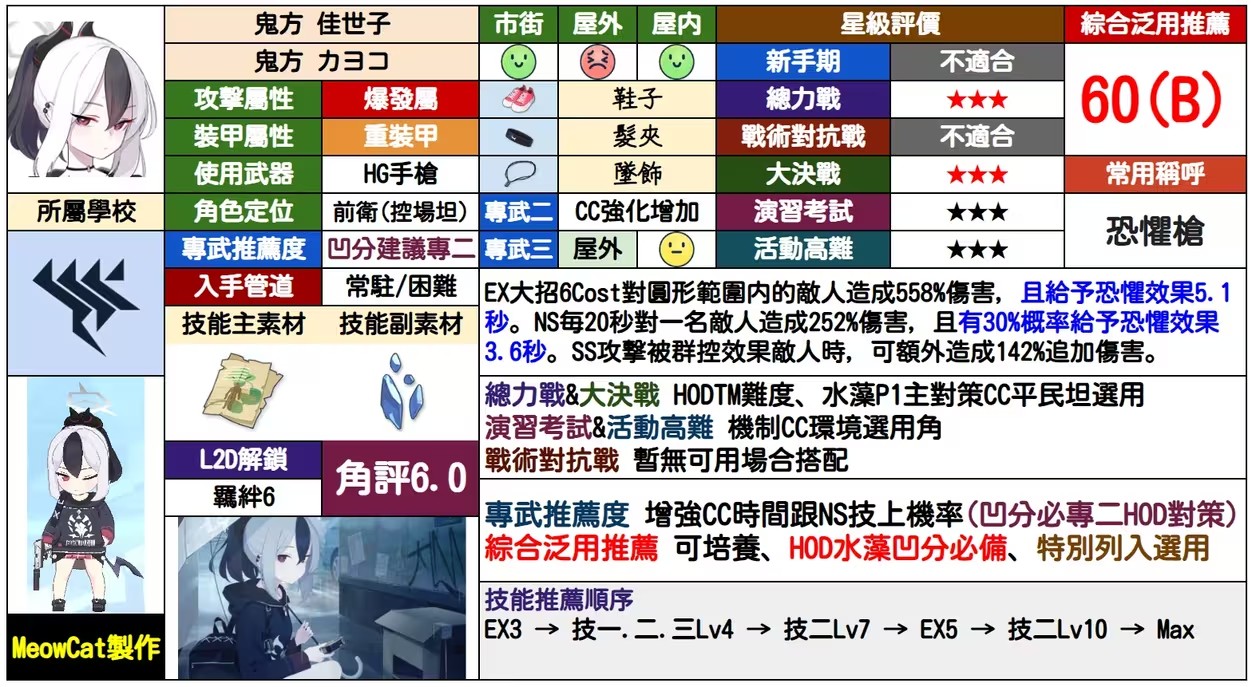 鬼方 佳世子
鬼方 カヨコ
攻擊屬性 爆發屬
裝甲屬性 重裝甲
使用武器 HG手槍
所屬學校
角色定位 前衛(控場坦)
專武推薦度 凹分建議專二
入手管道 常駐/困難
技能主素材 技能副素材
L2D解鎖
羈絆6
角評6.0
MeowCat製作
市街 屋外 屋內
鞋子
髮夾
墜飾
專武二 CC強化增加
專武三 屋外
星級評價
新手期 不適合
總力戰 ★★★
戰術對抗戰 不適合
大決戰 ★★★
演習考試 ★★★
活動高難 ★★★
綜合泛用推薦
60(B)
常用稱呼
恐懼槍
EX大招6Cost對圓形範圍內的敵人造成558%傷害，且給予恐懼效果5.1
秒。NS每20秒對一名敵人造成252%傷害，且有30%概率給予恐懼效果
3.6秒。SS攻擊被群控效果敵人時，可額外造成142%追加傷害。
總力戰&大決戰 HODTM難度、水藻P1主對策CC平民坦選用
演習考試&活動高難 機制CC環境選用角
戰術對抗戰 暫無可用場合搭配
專武推薦度 增強CC時間跟NS技上機率(凹分必專二HOD對策)
綜合泛用推薦 可培養、HOD水藻凹分必備、特別列入選用
技能推薦順序
EX3 → 技一.二.三Lv4 → 技二Lv7 → EX5 → 技二Lv10 → Max